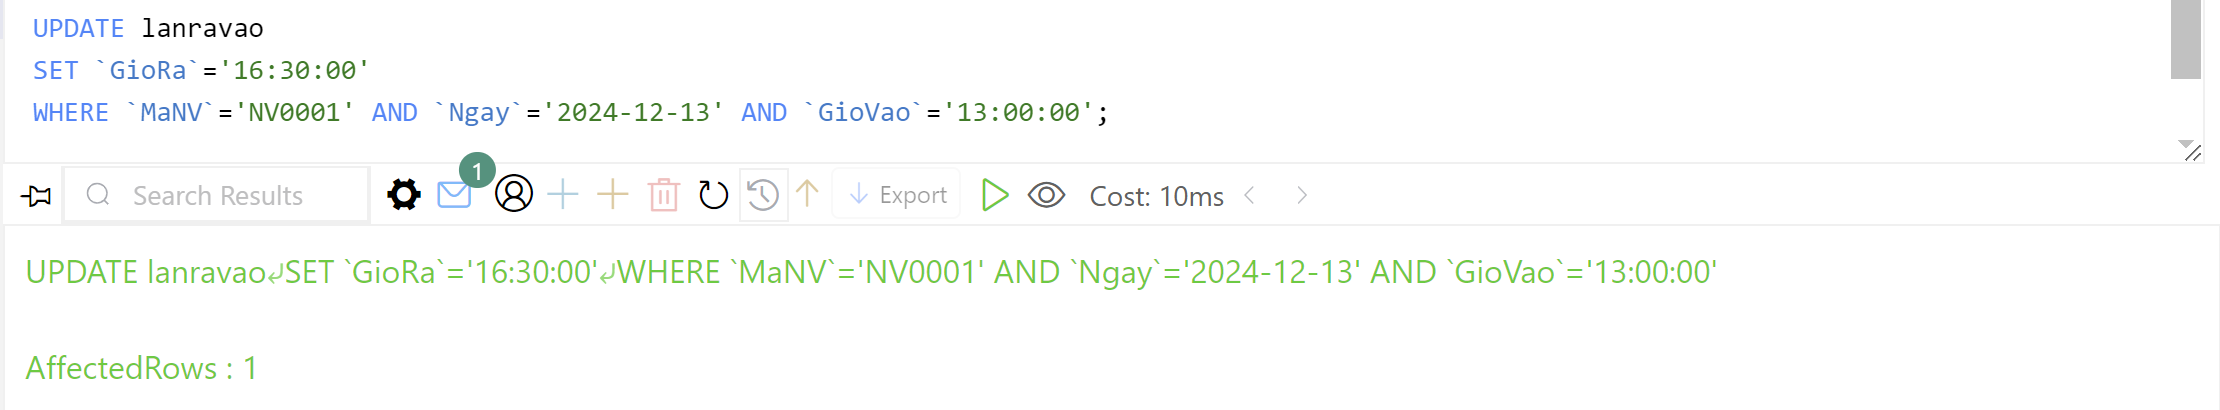 UPDATE lanravao
SET `GioRa`='16:30:00'
WHERE `MaNV`='NV0001' AND `Ngay`='2024-12-13' AND `GioVao`='13:00:00';
Search Results 1 Export Cost: 10ms
UPDATE lanravao↲SET `GioRa`='16:30:00'↲WHERE `MaNV`='NV0001' AND `Ngay`='2024-12-13' AND `GioVao`='13:00:00'
AffectedRows : 1